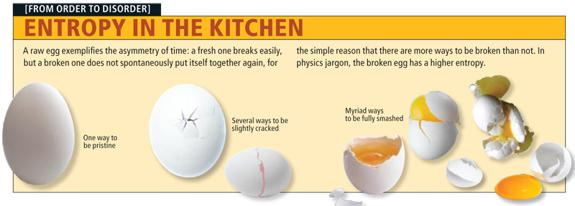 [FROM ORDER TO DISORDER]
ENTROPY IN THE KITCHEN
A raw egg exemplifies the asymmetry of time: a fresh one breaks easily,
but a broken one does not spontaneously put itself together again, for
the simple reason that there are more ways to be broken than not. In
physics jargon, the broken egg has a higher entropy.
One way to
be pristine
Several ways to be
slightly cracked
Myriad ways
to be fully smashed